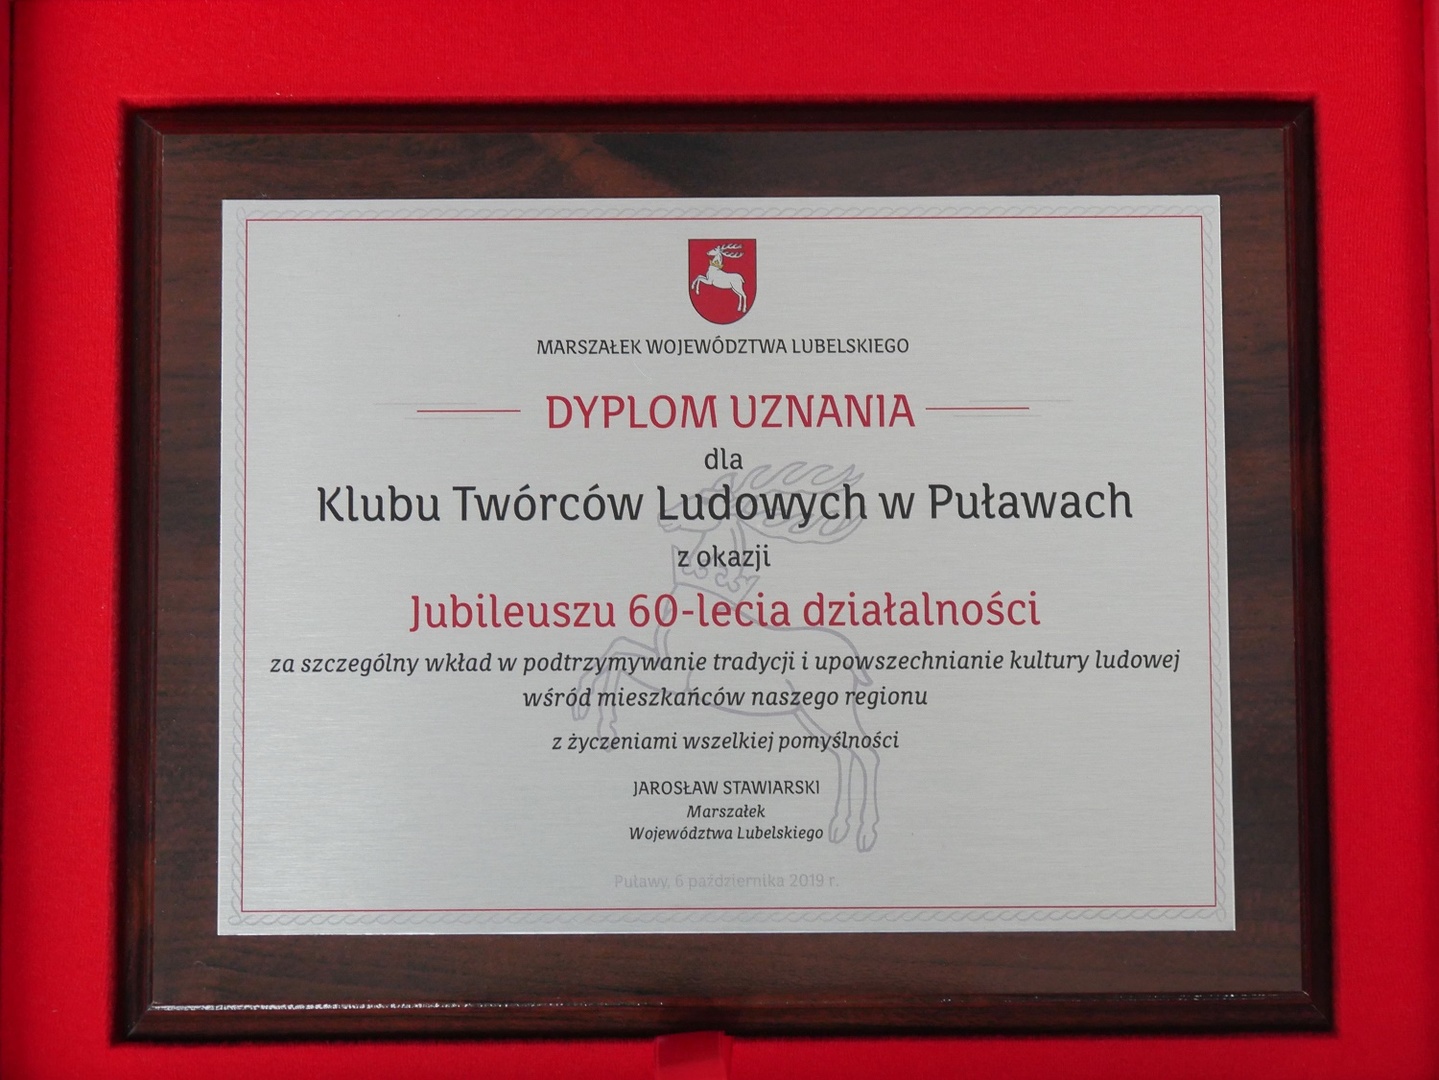 MARSZAŁEK WOJEWÓDZTWA LUBELSKIEGO
DYPLOM UZNANIA
dla
Klubu Twórców Ludowych w Puławach
z okazji
Jubileuszu 60-lecia działalności
za szczególny wkład w podtrzymywanie tradycji i upowszechnianie kultury ludowej
wśród mieszkańców naszego regionu
z życzeniami wszelkiej pomyślności
JAROSŁAW STAWIARSKI
Marszałek
Województwa Lubelskiego
Puławy, 6 października 2019 r.